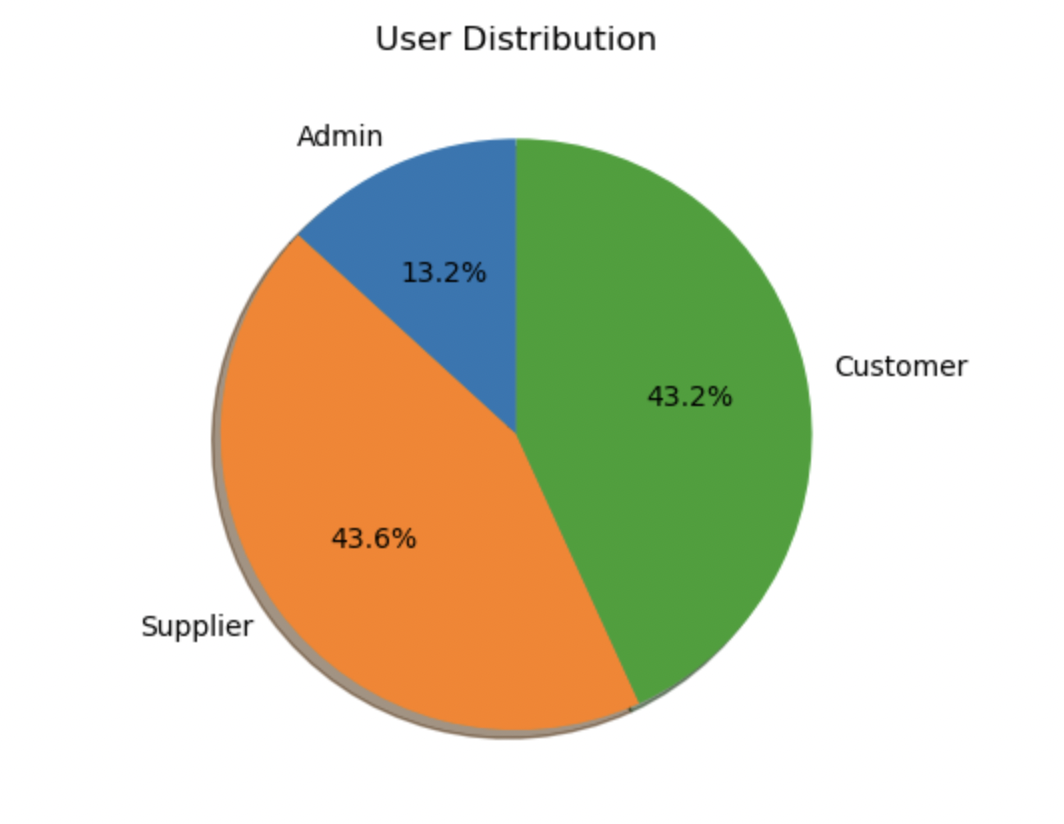 User Distribution
Admin
13.2%
Customer
43.2%
43.6%
Supplier